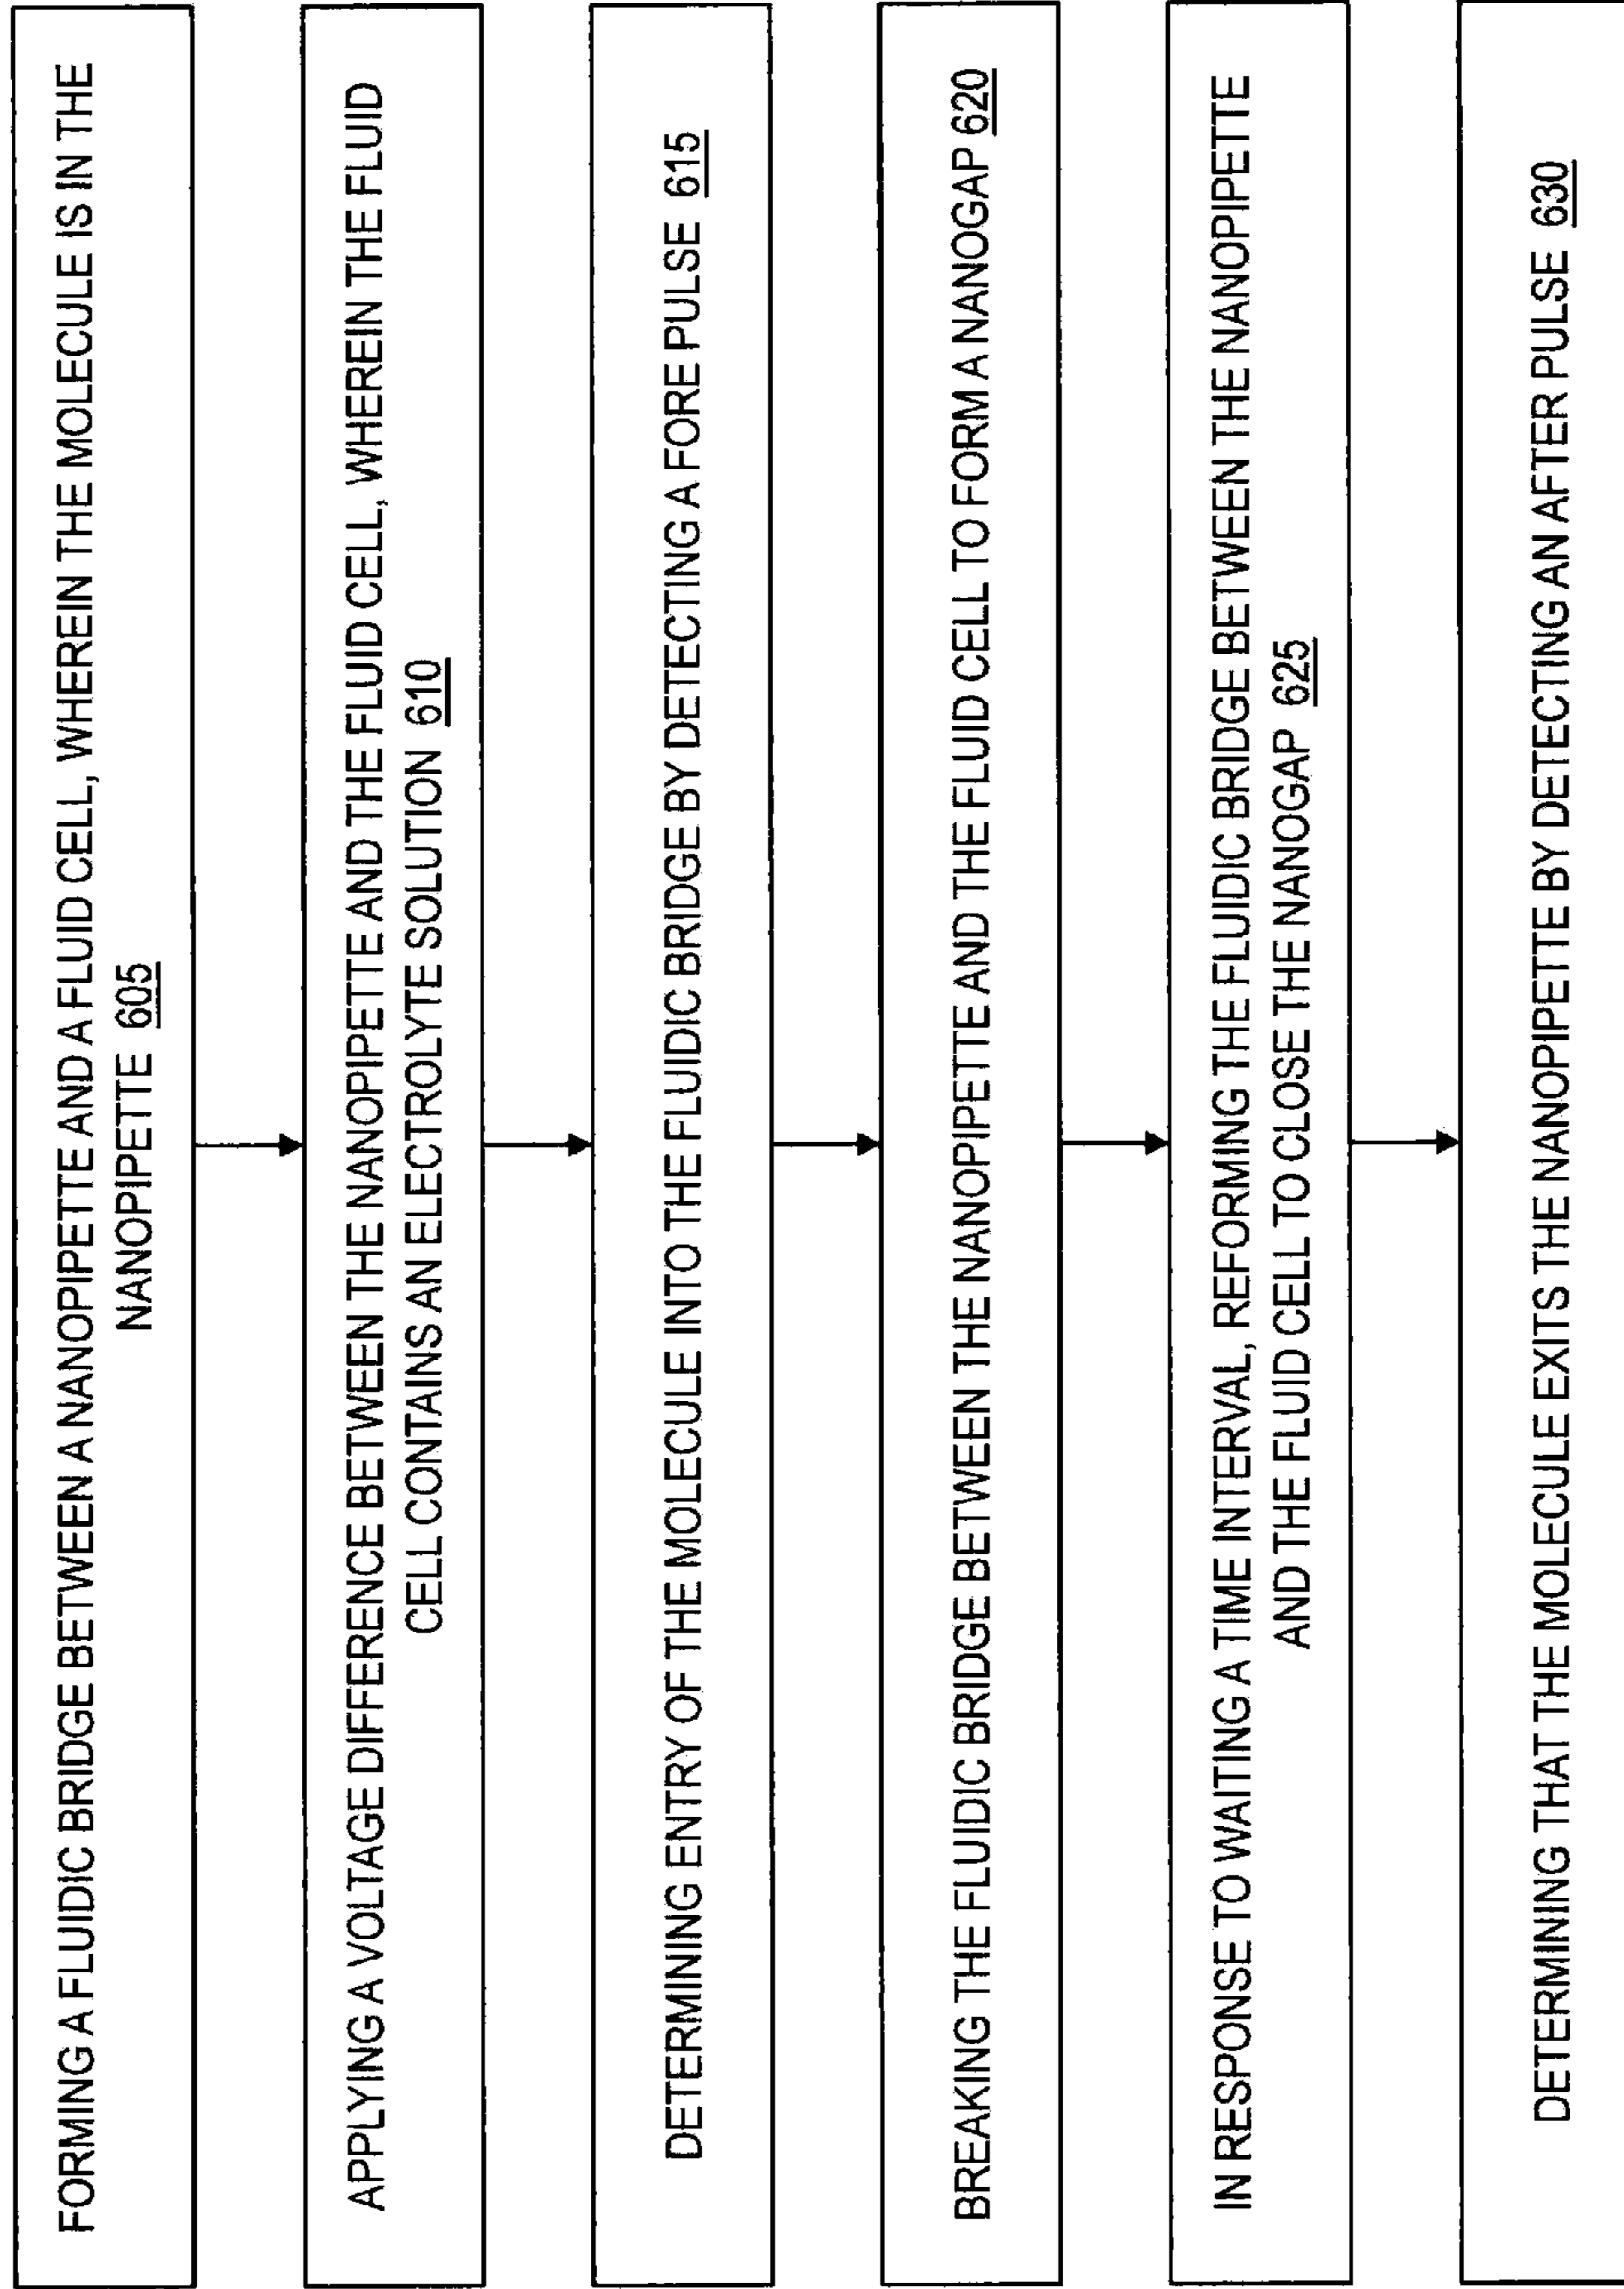 FORMING A FLUIDIC BRIDGE BETWEEN A NANOPIPETTE AND A FLUID CELL, WHEREIN THE MOLECULE IS IN THE
NANOPIPETTE 605
APPLYING A VOLTAGE DIFFERENCE BETWEEN THE NANOPIPETTE AND THE FLUID CELL, WHEREIN THE FLUID
CELL CONTAINS AN ELECTROLYTE SOLUTION 610
DETERMINING ENTRY OF THE MOLECULE INTO THE FLUIDIC BRIDGE BY DETECTING A FORE PULSE 615
BREAKING THE FLUIDIC BRIDGE BETWEEN THE NANOPIPETTE AND THE FLUID CELL TO FORM A NANOGAP 620
IN RESPONSE TO WAITING A TIME INTERVAL, REFORMING THE FLUIDIC BRIDGE BETWEEN THE NANOPIPETTE
AND THE FLUID CELL TO CLOSE THE NANOGAP 625
DETERMINING THAT THE MOLECULE EXITS THE NANOPIPETTE BY DETECTING AN AFTER PULSE 630